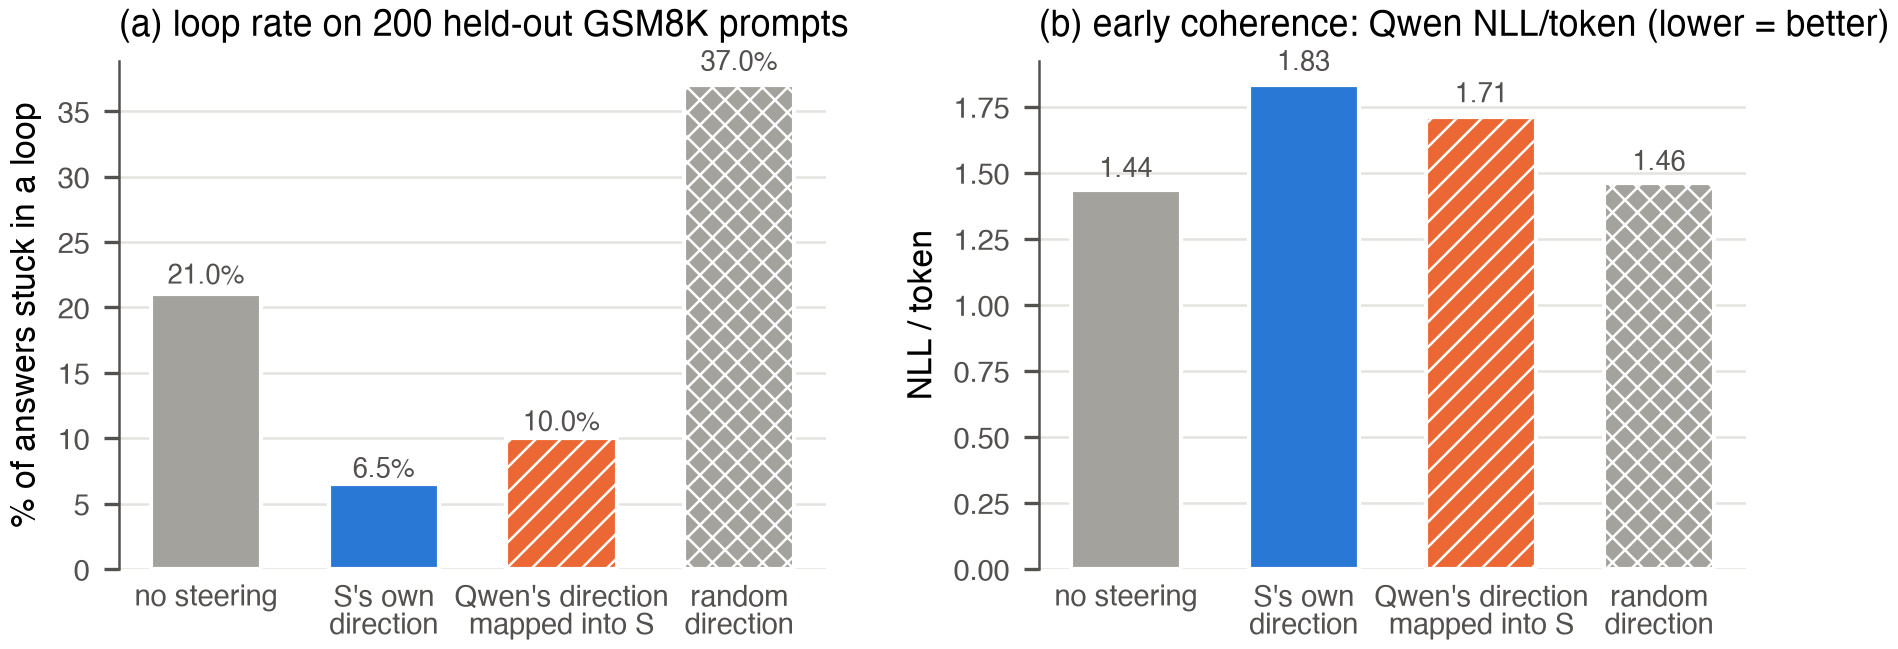 (a) loop rate on 200 held-out GSM8K prompts
% of answers stuck in a loop
35
30
25
20
15
10
5
0
21.0%
6.5%
10.0%
37.0%
no steering
S's own
direction
Qwen's direction
mapped into S
random
direction
(b) early coherence: Qwen NLL/token (lower = better)
NLL / token
1.75
1.50
1.25
1.00
0.75
0.50
0.25
0.00
1.44
1.83
1.71
1.46
no steering
S's own
direction
Qwen's direction
mapped into S
random
direction